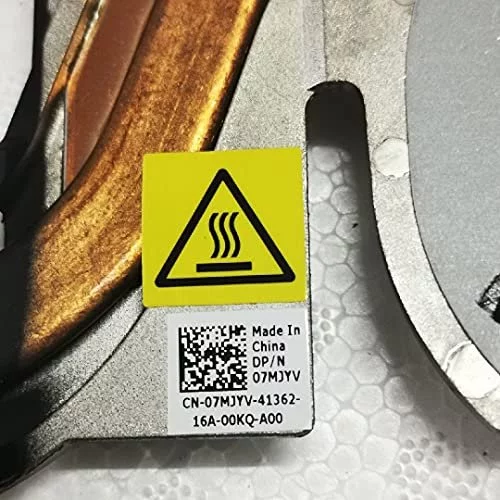 Made In
China
DP/N
07MJYV
CN-07MJYV-41362-
16A-00KQ-A00